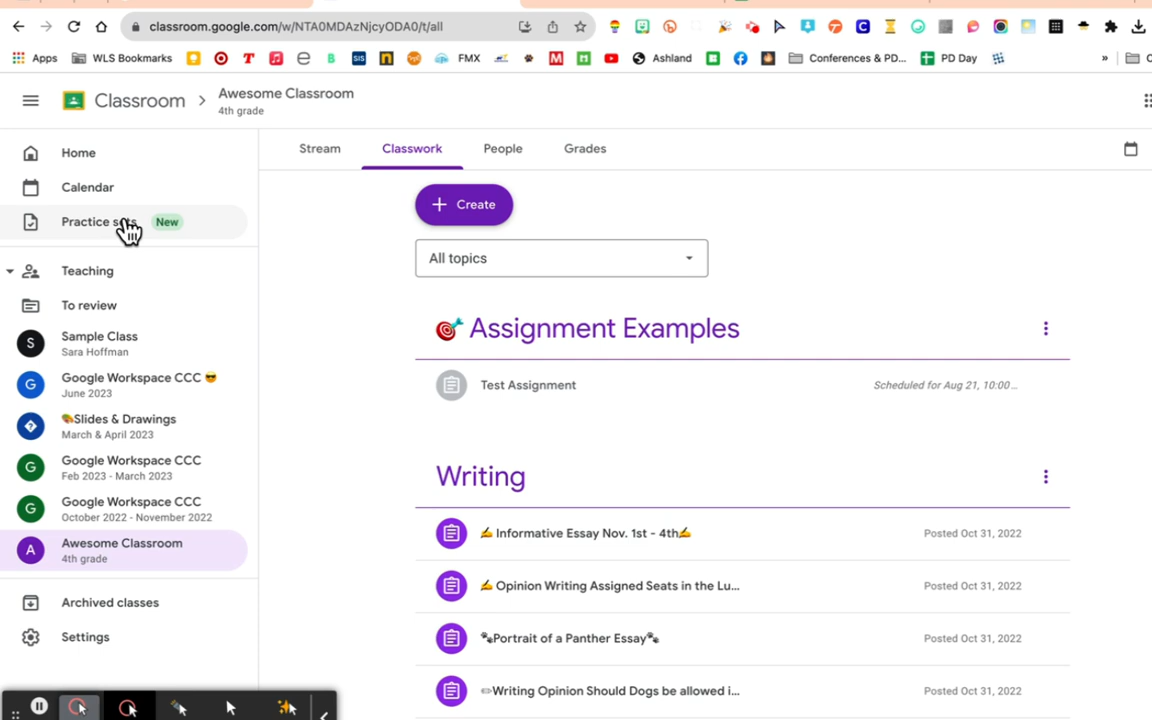 classroom.google.com/w/NTA0MDAzNjcyODA0/t/all
Apps WLS Bookmarks FMX Ashland Conferences & PD... PD Day »
Classroom > Awesome Classroom
4th grade
Home
Calendar
Practice New
Teaching
To review
S Sample Class
Sara Hoffman
G Google Workspace CCC 😎
June 2023
🎨Slides & Drawings
March & April 2023
G Google Workspace CCC
Feb 2023 - March 2023
G Google Workspace CCC
October 2022 - November 2022
A Awesome Classroom
4th grade
Archived classes
Settings
Stream Classwork People Grades
+ Create
All topics
🎯 Assignment Examples
Test Assignment Scheduled for Aug 21, 10:00 ...
Writing
✍️ Informative Essay Nov. 1st - 4th✍️ Posted Oct 31, 2022
✍️ Opinion Writing Assigned Seats in the Lu... Posted Oct 31, 2022
🐾Portrait of a Panther Essay🐾 Posted Oct 31, 2022
✏Writing Opinion Should Dogs be allowed i... Posted Oct 31, 2022